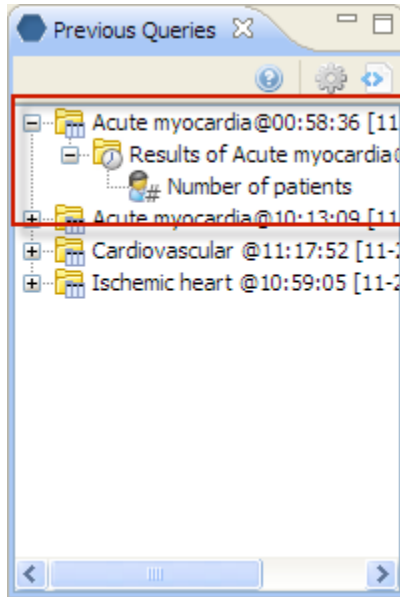 Previous Queries
Acute myocardia@00:58:36 [11
Results of Acute myocardia
# Number of patients
Acute myocardia@10:13:09 [11
Cardiovascular @11:17:52 [11-2
Ischemic heart @10:59:05 [11-2